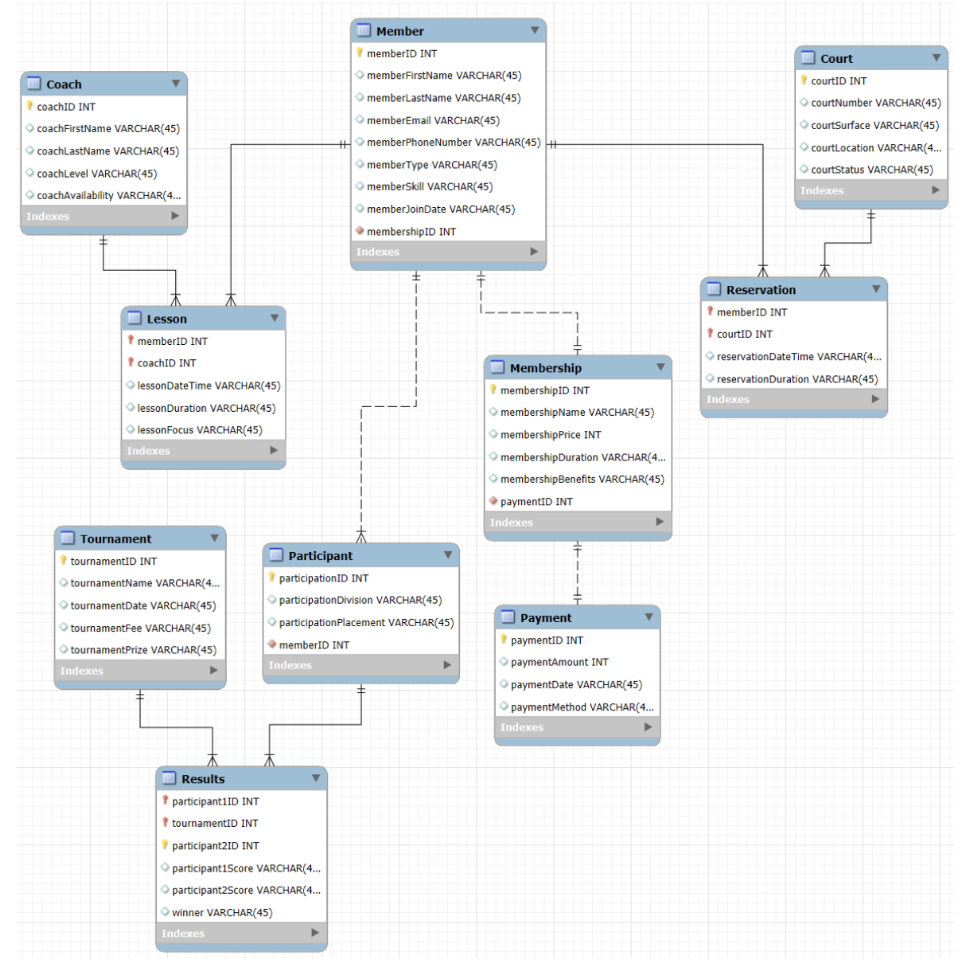 Member
memberID INT
memberFirstName VARCHAR(45)
memberLastName VARCHAR(45)
memberEmail VARCHAR(45)
memberPhoneNumber VARCHAR(45)
memberType VARCHAR(45)
memberSkill VARCHAR(45)
memberJoinDate VARCHAR(45)
membershipID INT
Indexes
Court
courtID INT
courtNumber VARCHAR(45)
courtSurface VARCHAR(45)
courtLocation VARCHAR(4...
courtStatus VARCHAR(45)
Indexes
Coach
coachID INT
coachFirstName VARCHAR(45)
coachLastName VARCHAR(45)
coachLevel VARCHAR(45)
coachAvailability VARCHAR(4...
Indexes
Reservation
memberID INT
courtID INT
reservationDateTime VARCHAR(4...
reservationDuration VARCHAR(45)
Indexes
Lesson
memberID INT
coachID INT
lessonDateTime VARCHAR(45)
lessonDuration VARCHAR(45)
lessonFocus VARCHAR(45)
Indexes
Membership
membershipID INT
membershipName VARCHAR(45)
membershipPrice INT
membershipDuration VARCHAR(4...
membershipBenefits VARCHAR(45)
paymentID INT
Indexes
Tournament
tournamentID INT
tournamentName VARCHAR(4...
tournamentDate VARCHAR(45)
tournamentFee VARCHAR(45)
tournamentPrize VARCHAR(45)
Indexes
Participant
participationID INT
participationDivision VARCHAR(45)
participationPlacement VARCHAR(45)
memberID INT
Indexes
Payment
paymentID INT
paymentAmount INT
paymentDate VARCHAR(45)
paymentMethod VARCHAR(4...
Indexes
Results
participant1ID INT
tournamentID INT
participant2ID INT
participant1Score VARCHAR(4...
participant2Score VARCHAR(4...
winner VARCHAR(45)
Indexes